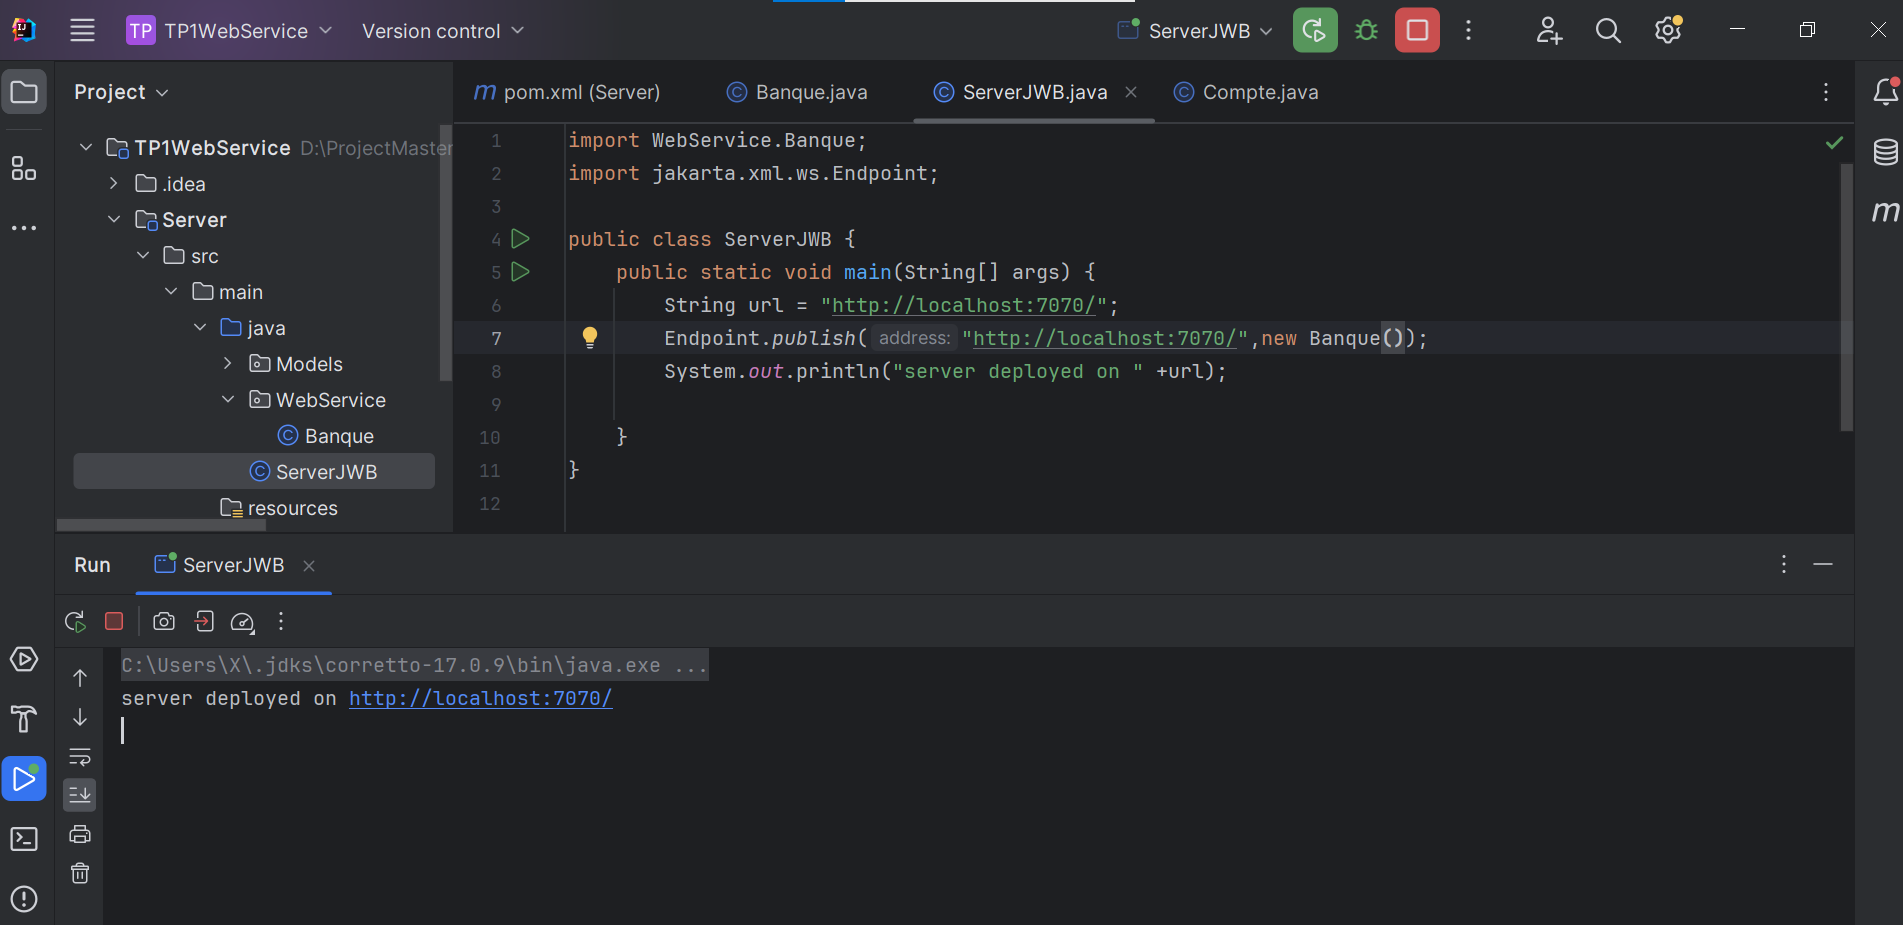 TP TP1WebService Version control ServerJWB
Project
pom.xml (Server) Banque.java ServerJWB.java Compte.java
TP1WebService D:\ProjectMaster
.idea
Server
src
main
java
Models
WebService
Banque
ServerJWB
resources
1 import WebService.Banque;
2 import jakarta.xml.ws.Endpoint;
3
4 public class ServerJWB {
5 public static void main(String[] args) {
6 String url = "http://localhost:7070/";
7 Endpoint.publish( address: "http://localhost:7070/",new Banque());
8 System.out.println("server deployed on " +url);
9
10 }
11 }
12
Run ServerJWB
C:\Users\X\.jdks\corretto-17.0.9\bin\java.exe ...
server deployed on http://localhost:7070/